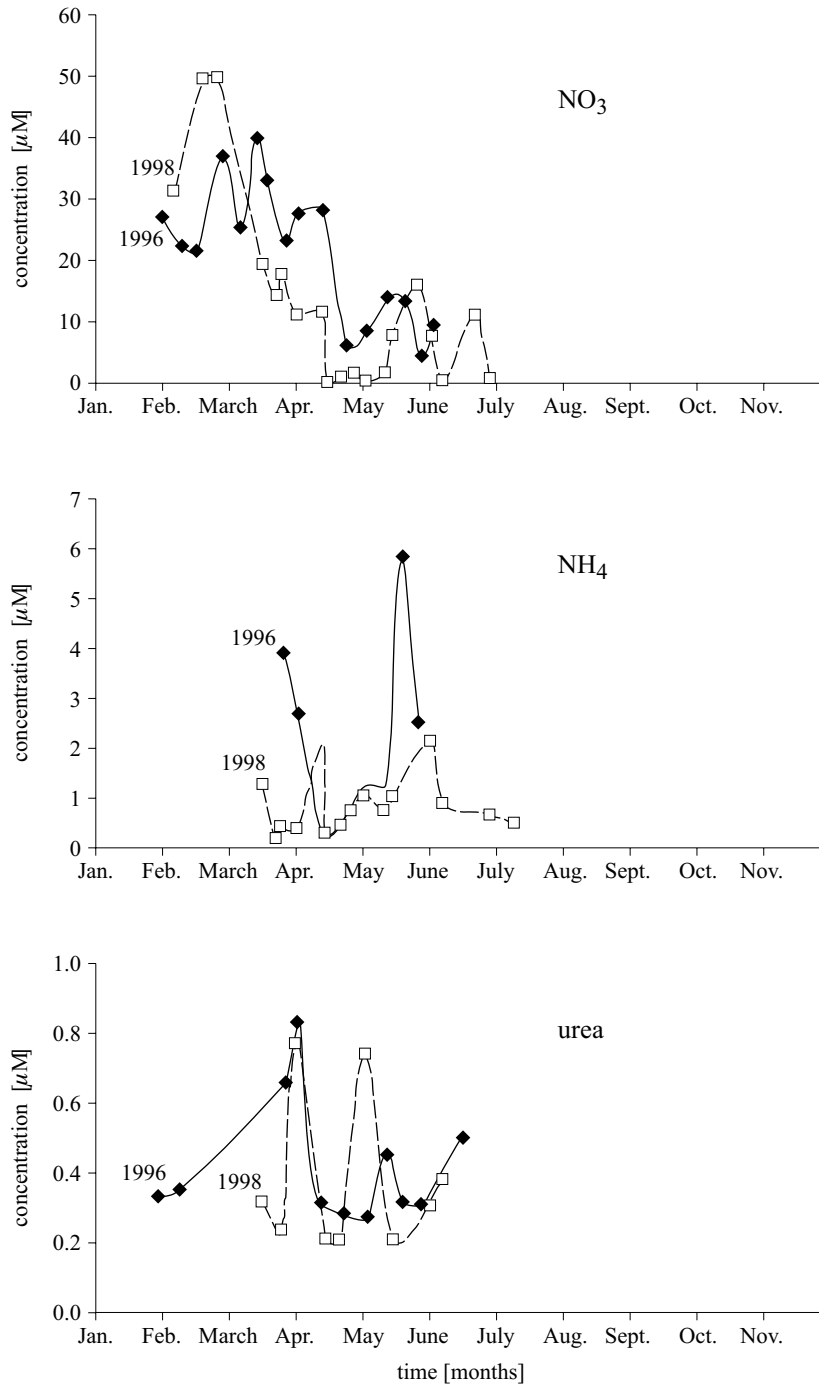 60
50
40
30
20
10
0
concentration [µM]
NO3
1998
1996
Jan. Feb. March Apr. May June July Aug. Sept. Oct. Nov.
7
6
5
4
3
2
1
0
concentration [µM]
NH4
1996
1998
Jan. Feb. March Apr. May June July Aug. Sept. Oct. Nov.
1.0
0.8
0.6
0.4
0.2
0.0
concentration [µM]
urea
1996
1998
Jan. Feb. March Apr. May June July Aug. Sept. Oct. Nov.
time [months]